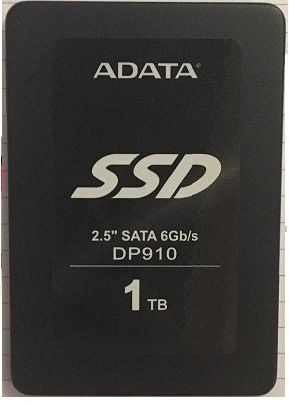 ADATA®
SSD
2.5" SATA 6Gb/s
DP910
1 TB